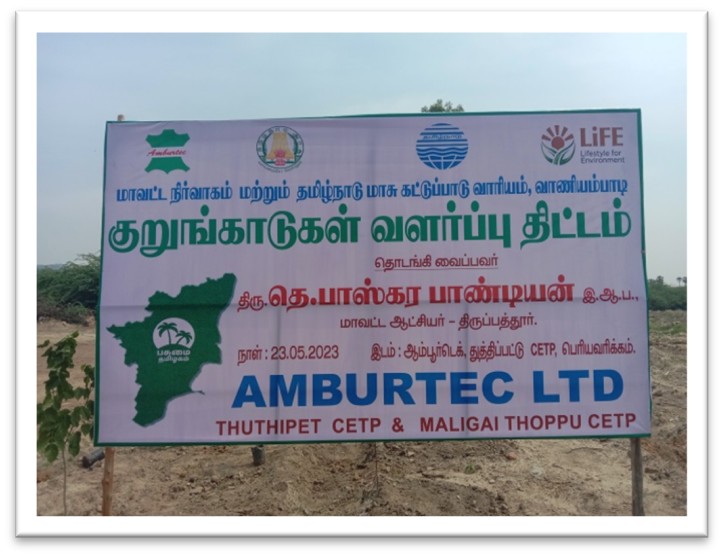 Amburtec
LiFE
Lifestyle for
Environment
மாவட்ட நிர்வாகம் மற்றும் தமிழ்நாடு மாசு கட்டுப்பாடு வாரியம், வாணியம்பாடி
குறுங்காடுகள் வளர்ப்பு திட்டம்
தொடங்கி வைப்பவர்
திரு.தெ.பாஸ்கர பாண்டியன் இ.ஆ.ப.,
மாவட்ட ஆட்சியர் – திருப்பத்தூர்.
பசுமை
தமிழகம்
நாள் : 23.05.2023 இடம் : ஆம்பூர்டெக், துத்திப்பட்டு CETP, பெரியவரிக்கம்.
AMBURTEC LTD
THUTHIPET CETP & MALIGAI THOPPU CETP